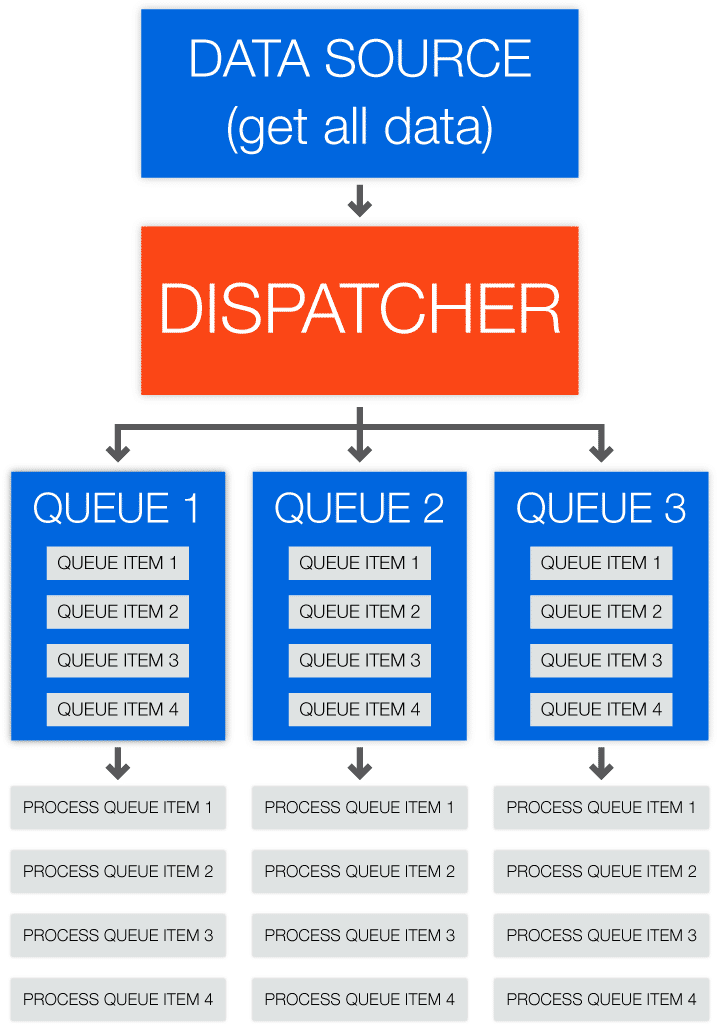 DATA SOURCE
(get all data)
DISPATCHER
QUEUE 1
QUEUE ITEM 1
QUEUE ITEM 2
QUEUE ITEM 3
QUEUE ITEM 4
QUEUE 2
QUEUE ITEM 1
QUEUE ITEM 2
QUEUE ITEM 3
QUEUE ITEM 4
QUEUE 3
QUEUE ITEM 1
QUEUE ITEM 2
QUEUE ITEM 3
QUEUE ITEM 4
PROCESS QUEUE ITEM 1
PROCESS QUEUE ITEM 2
PROCESS QUEUE ITEM 3
PROCESS QUEUE ITEM 4
PROCESS QUEUE ITEM 1
PROCESS QUEUE ITEM 2
PROCESS QUEUE ITEM 3
PROCESS QUEUE ITEM 4
PROCESS QUEUE ITEM 1
PROCESS QUEUE ITEM 2
PROCESS QUEUE ITEM 3
PROCESS QUEUE ITEM 4